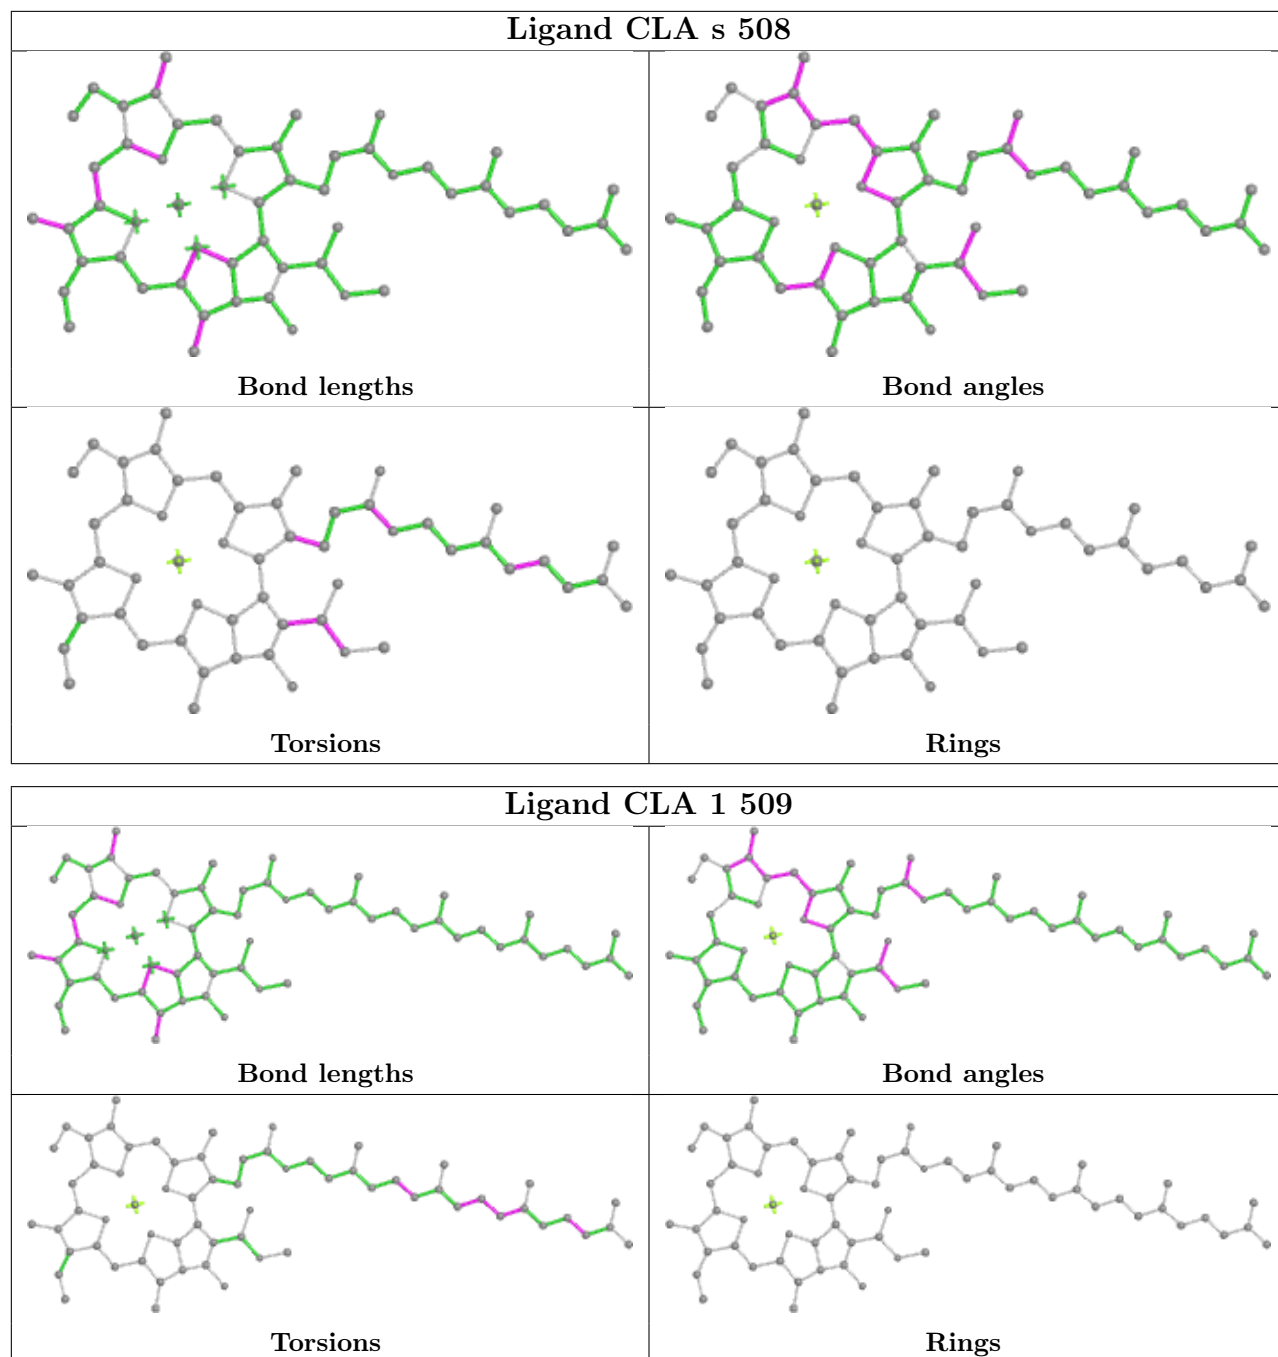 Ligand CLA s 508
Bond lengths
Bond angles
Torsions
Rings
Ligand CLA 1 509
Bond lengths
Bond angles
Torsions
Rings